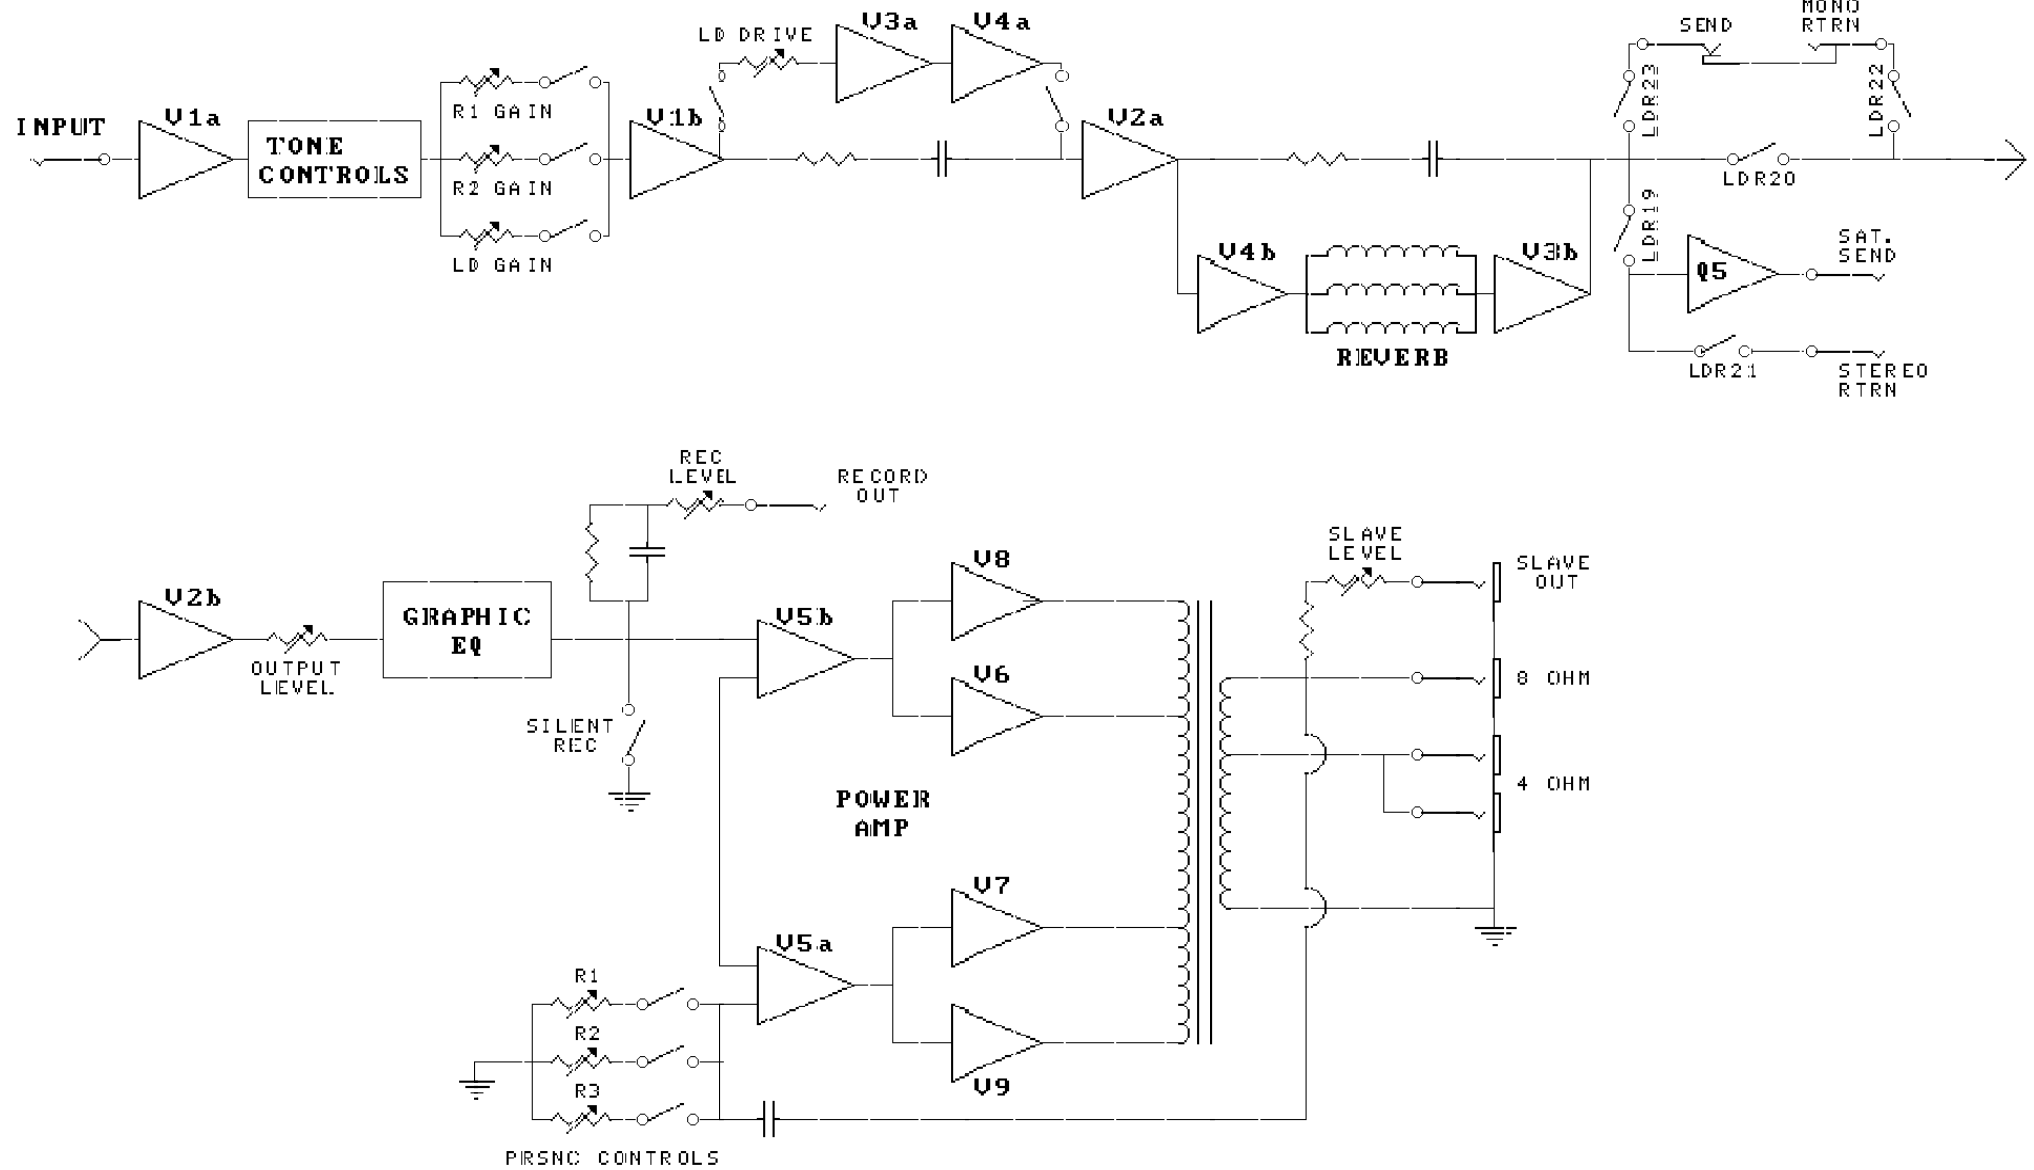 INPUT
V1a
TONE
CONTROLS
R1 GAIN
R2 GAIN
LD GAIN
V1b
LD DRIVE
V3a
V4a
V2a
V4b
REVERB
V3b
SEND
MONO
RTRN
LDR23
LDR22
LDR20
LDR19
Q5
SAT.
SEND
LDR21
STEREO
RTRN
V2b
OUTPUT
LEVEL
GRAPHIC
EQ
REC
LEVEL
RECORD
OUT
SILENT
REC
V5b
V8
V6
POWER
AMP
V5a
V7
V9
R1
R2
R3
PRSNC CONTROLS
SLAVE
LEVEL
SLAVE
OUT
8 OHM
4 OHM